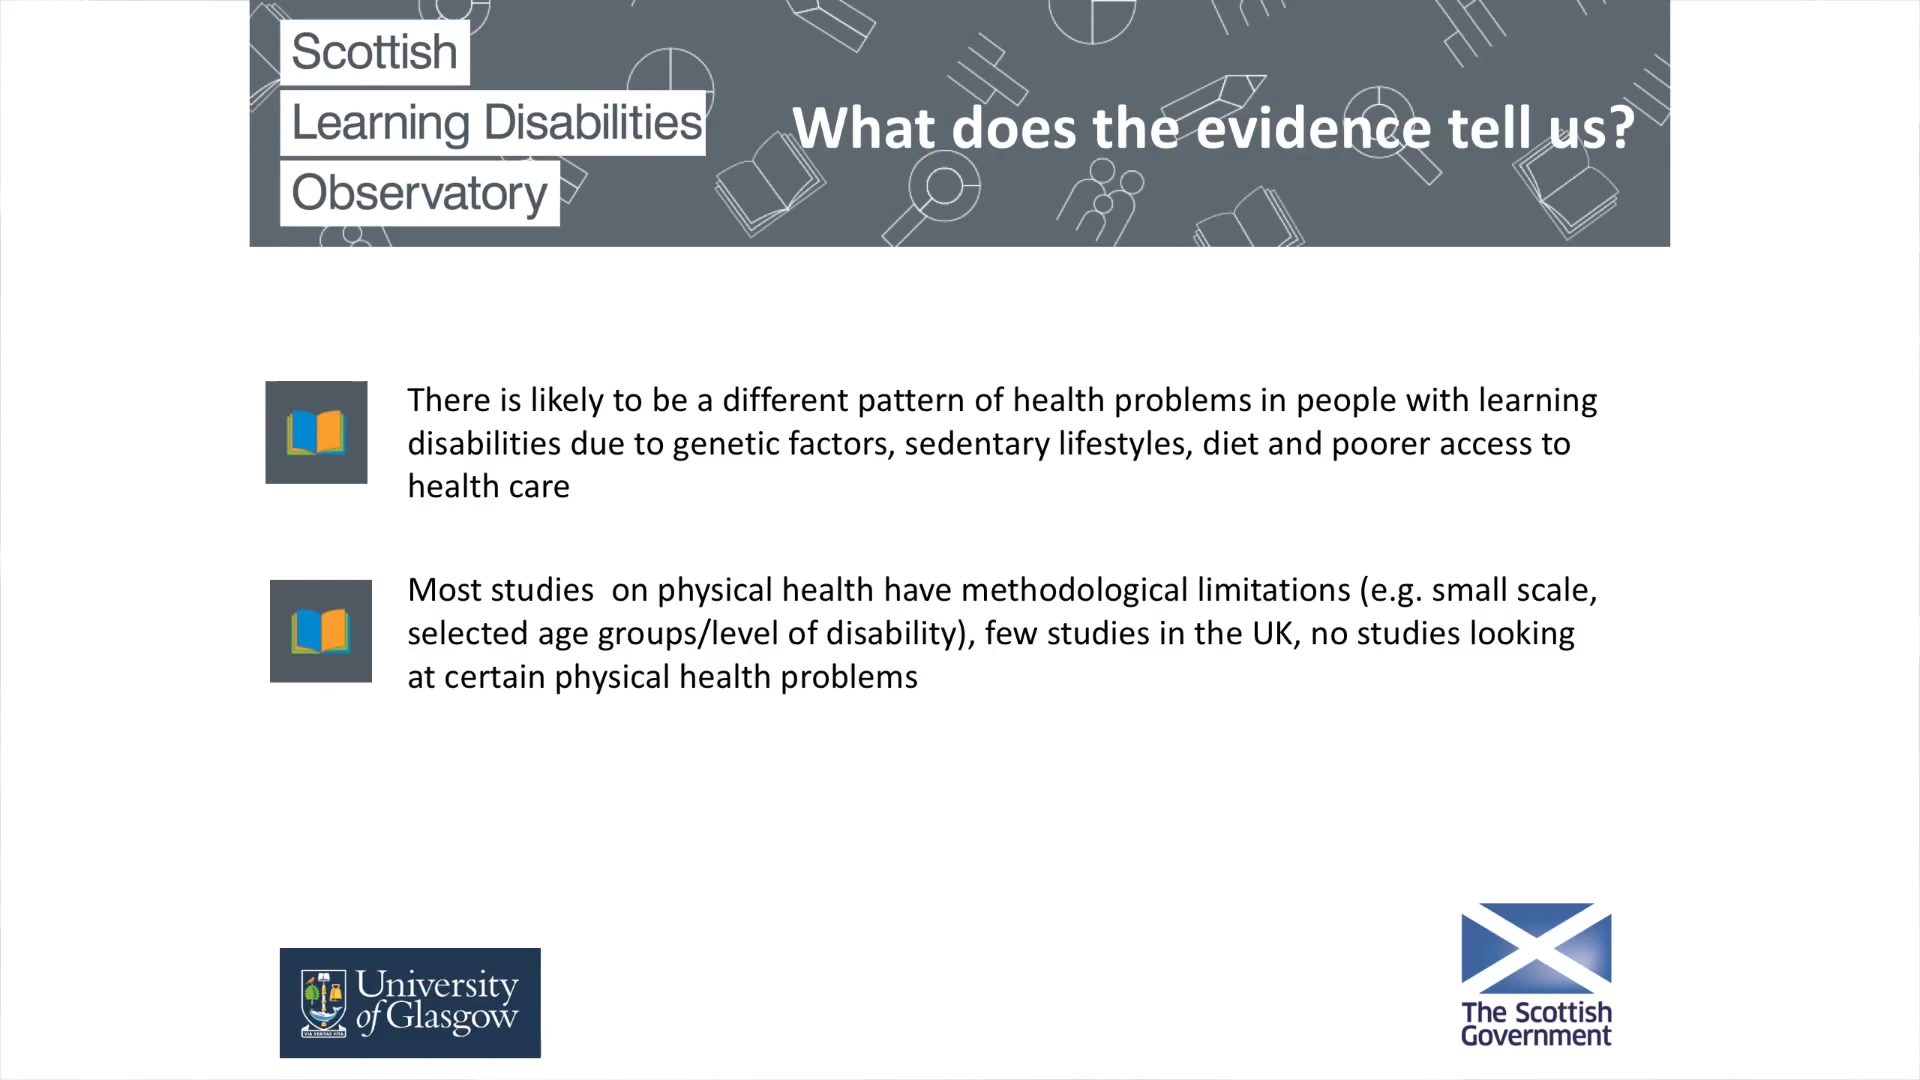 Scottish
Learning Disabilities
Observatory
What does the evidence tell us?
There is likely to be a different pattern of health problems in people with learning
disabilities due to genetic factors, sedentary lifestyles, diet and poorer access to
health care
Most studies  on physical health have methodological limitations (e.g. small scale,
selected age groups/level of disability), few studies in the UK, no studies looking
at certain physical health problems
University
of Glasgow
VIA VERITAS VITA
The Scottish
Government